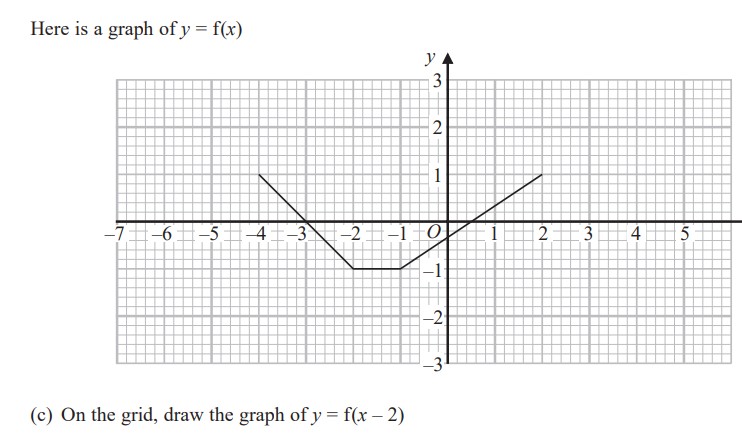 Here is a graph of y = f(x)
y
3
2
1
–7 –6 –5 –4 –3 –2 –1 O 1 2 3 4 5
–1
–2
–3
(c) On the grid, draw the graph of y = f(x – 2)